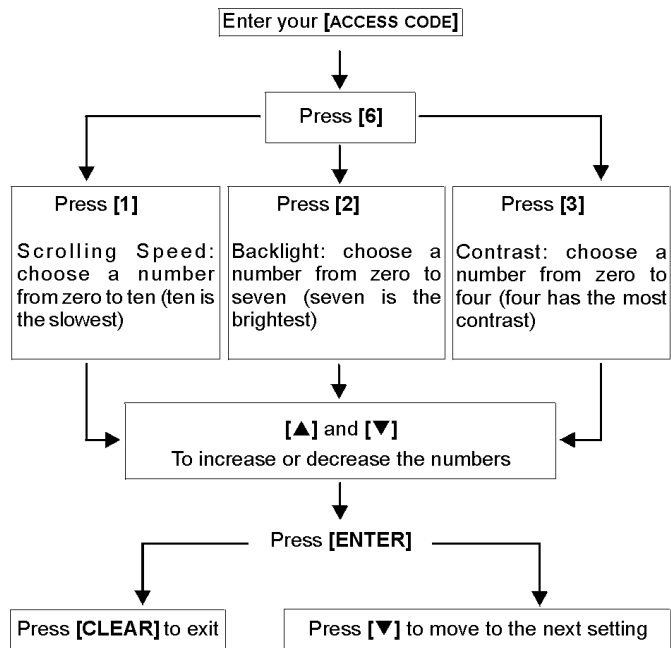 Enter your [ACCESS CODE]
Press [6]
Press [1]
Scrolling Speed:
choose a number
from zero to ten (ten is
the slowest)
Press [2]
Backlight: choose a
number from zero to
seven (seven is the
brightest)
Press [3]
Contrast: choose a
number from zero to
four (four has the most
contrast)
[▲] and [▼]
To increase or decrease the numbers
Press [ENTER]
Press [CLEAR] to exit
Press [▼] to move to the next setting